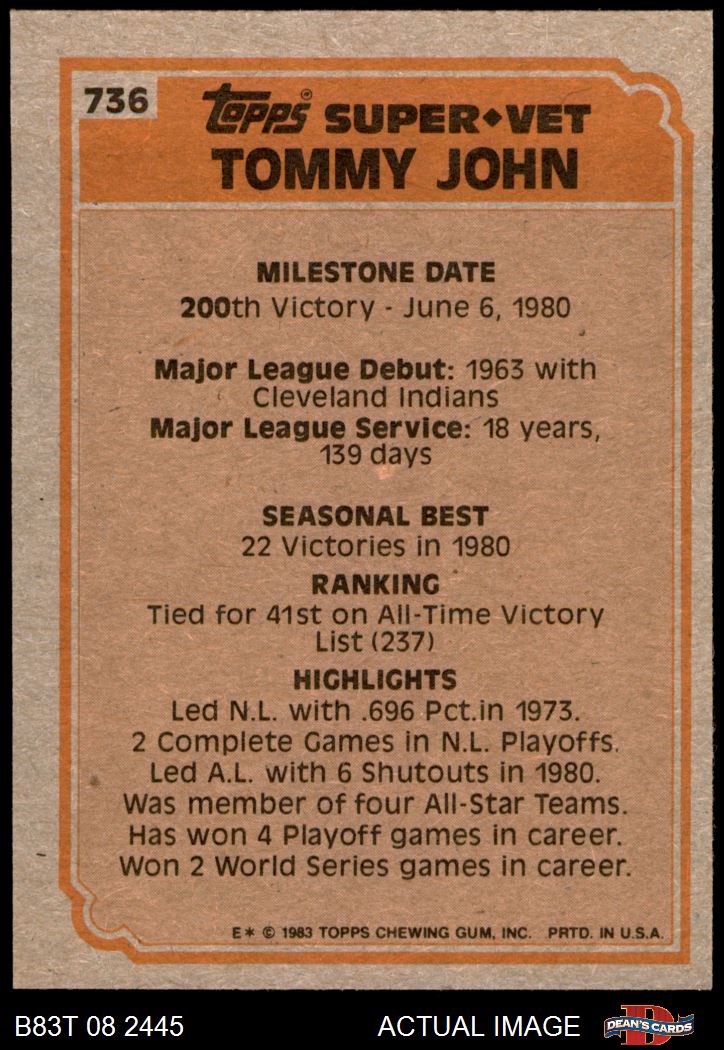 736
Topps® SUPER◆VET
TOMMY JOHN
MILESTONE DATE
200th Victory - June 6, 1980
Major League Debut: 1963 with
Cleveland Indians
Major League Service: 18 years,
139 days
SEASONAL BEST
22 Victories in 1980
RANKING
Tied for 41st on All-Time Victory
List (237)
HIGHLIGHTS
Led N.L. with .696 Pct.in 1973.
2 Complete Games in N.L. Playoffs.
Led A.L. with 6 Shutouts in 1980.
Was member of four All-Star Teams.
Has won 4 Playoff games in career.
Won 2 World Series games in career.
E* © 1983 TOPPS CHEWING GUM, INC. PRTD. IN U.S.A.
B83T 08 2445 ACTUAL IMAGE D DEAN'S CARDS